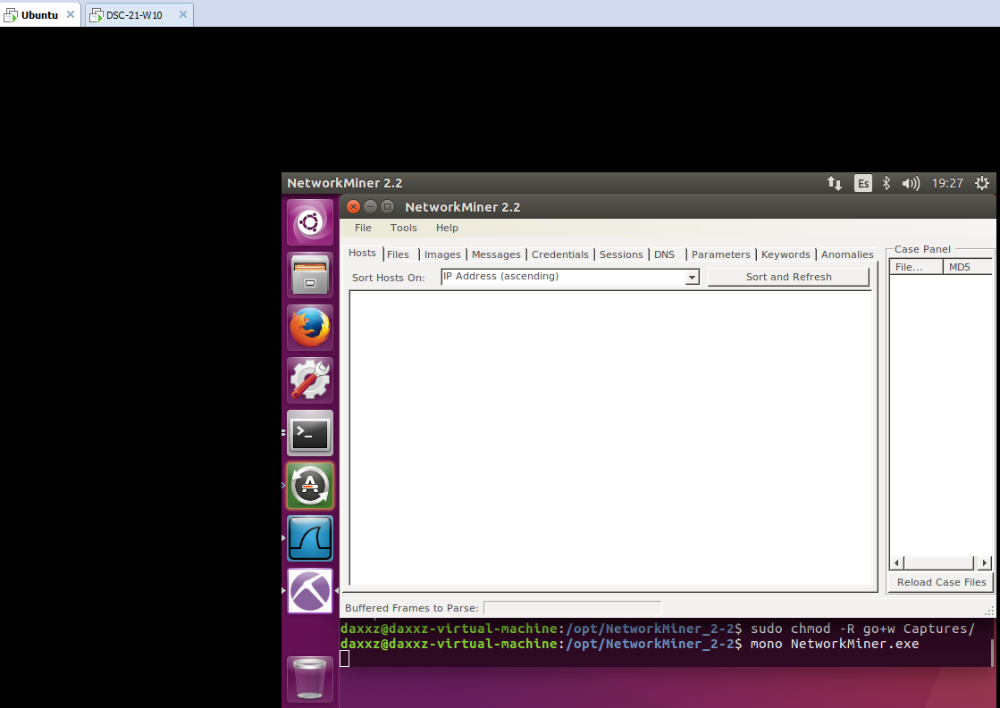 Ubuntu DSC-21-W10
NetworkMiner 2.2 Es 19:27
NetworkMiner 2.2
File Tools Help
Hosts Files Images Messages Credentials Sessions DNS Parameters Keywords Anomalies
Case Panel
File... MD5
Sort Hosts On: IP Address (ascending) Sort and Refresh
Reload Case Files
Buffered Frames to Parse:
daxxz@daxxz-virtual-machine:/opt/NetworkMiner_2-2$ sudo chmod -R go+w Captures/
daxxz@daxxz-virtual-machine:/opt/NetworkMiner_2-2$ mono NetworkMiner.exe